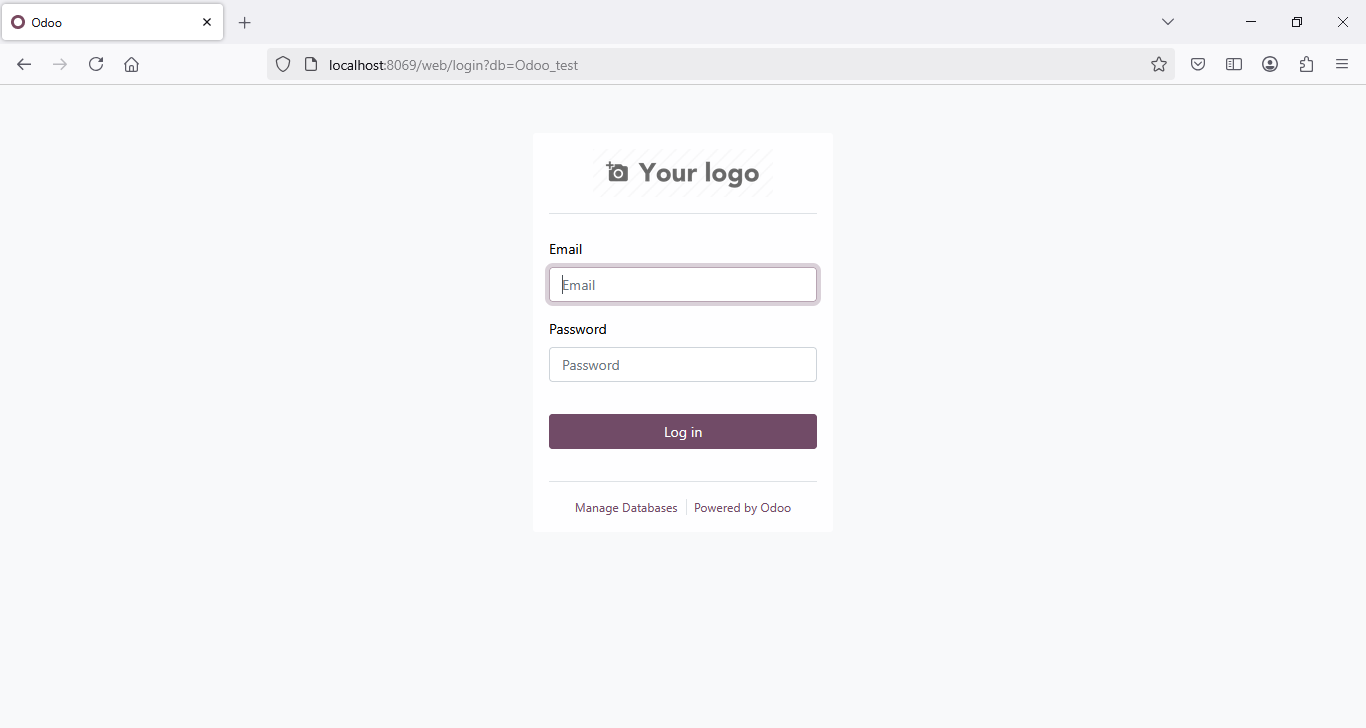 Odoo
localhost:8069/web/login?db=Odoo_test
Your logo
Email
Email
Password
Password
Log in
Manage Databases Powered by Odoo